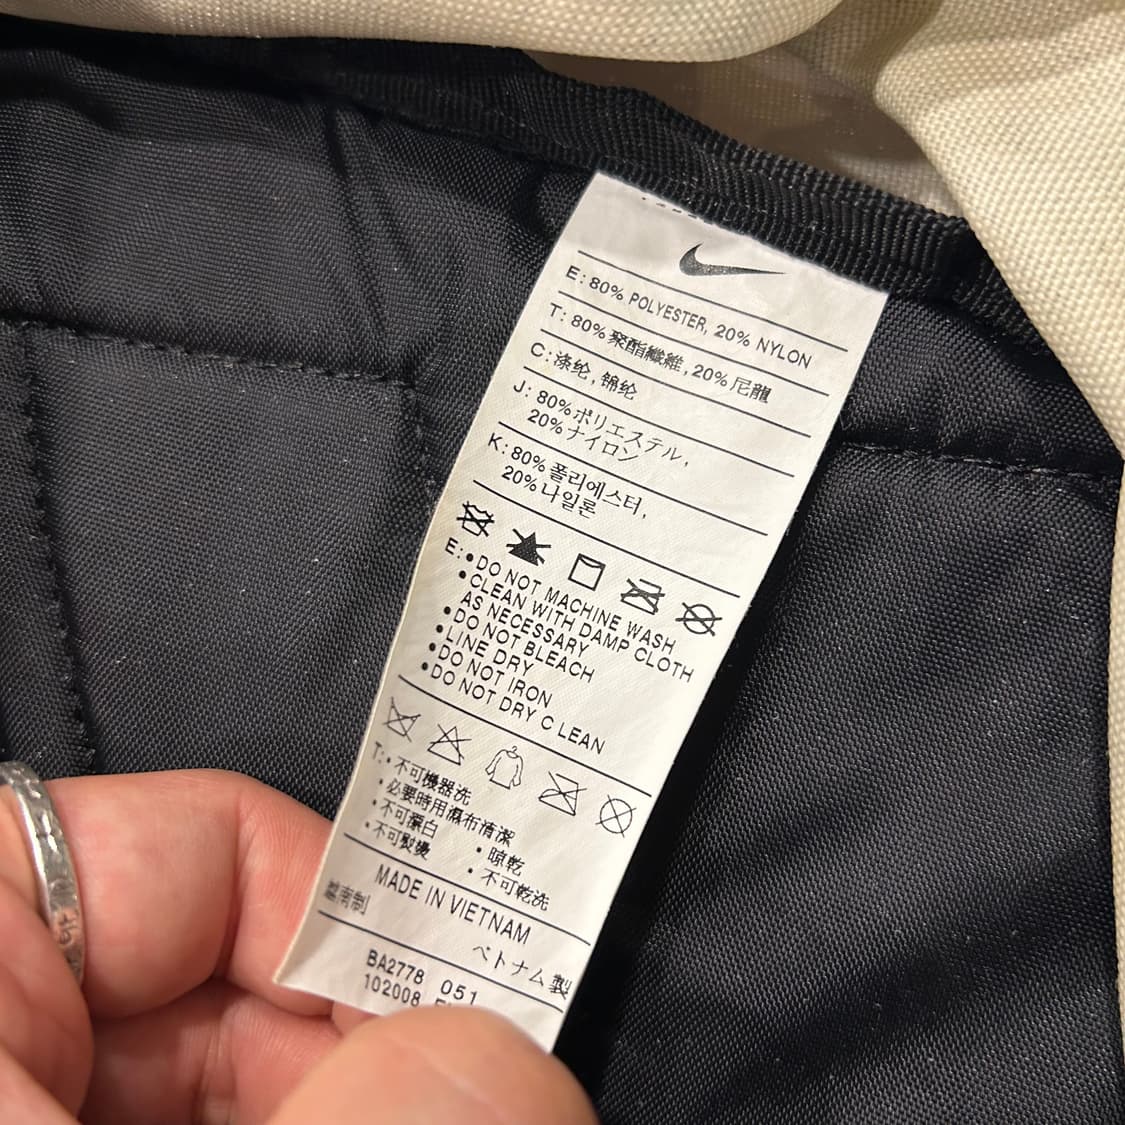 E: 80% POLYESTER, 20% NYLON
T: 80% 聚酯纖維, 20% 尼龍
C: 涤纶, 锦纶
J: 80% ポリエステル,
20% ナイロン
K: 80% 폴리에스터,
20% 나일론
E: • DO NOT MACHINE WASH
• CLEAN WITH DAMP CLOTH
AS NECESSARY
• DO NOT BLEACH
• LINE DRY
• DO NOT IRON
• DO NOT DRY C LEAN
T: • 不可機器洗
• 必要時用濕布清潔
• 不可漂白
• 晾乾
• 不可熨燙
• 不可乾洗
MADE IN VIETNAM
越南制
ベトナム製
BA2778 051
102008